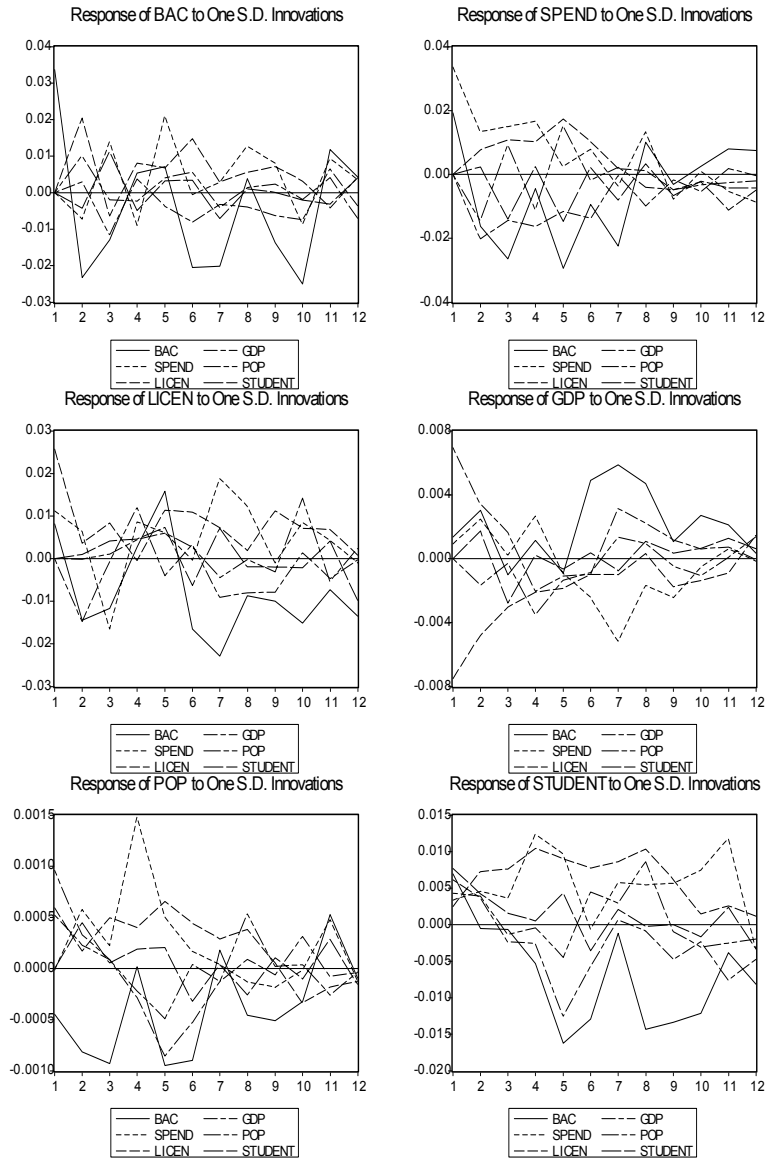 Response of BAC to One S.D. Innovations
0.04
0.03
0.02
0.01
0.00
-0.01
-0.02
-0.03
1 2 3 4 5 6 7 8 9 10 11 12
BAC GDP
SPEND POP
LICEN STUDENT
Response of SPEND to One S.D. Innovations
0.04
0.02
0.00
-0.02
-0.04
1 2 3 4 5 6 7 8 9 10 11 12
BAC GDP
SPEND POP
LICEN STUDENT
Response of LICEN to One S.D. Innovations
0.03
0.02
0.01
0.00
-0.01
-0.02
-0.03
1 2 3 4 5 6 7 8 9 10 11 12
BAC GDP
SPEND POP
LICEN STUDENT
Response of GDP to One S.D. Innovations
0.008
0.004
0.000
-0.004
-0.008
1 2 3 4 5 6 7 8 9 10 11 12
BAC GDP
SPEND POP
LICEN STUDENT
Response of POP to One S.D. Innovations
0.0015
0.0010
0.0005
0.0000
-0.0005
-0.0010
1 2 3 4 5 6 7 8 9 10 11 12
BAC GDP
SPEND POP
LICEN STUDENT
Response of STUDENT to One S.D. Innovations
0.015
0.010
0.005
0.000
-0.005
-0.010
-0.015
-0.020
1 2 3 4 5 6 7 8 9 10 11 12
BAC GDP
SPEND POP
LICEN STUDENT